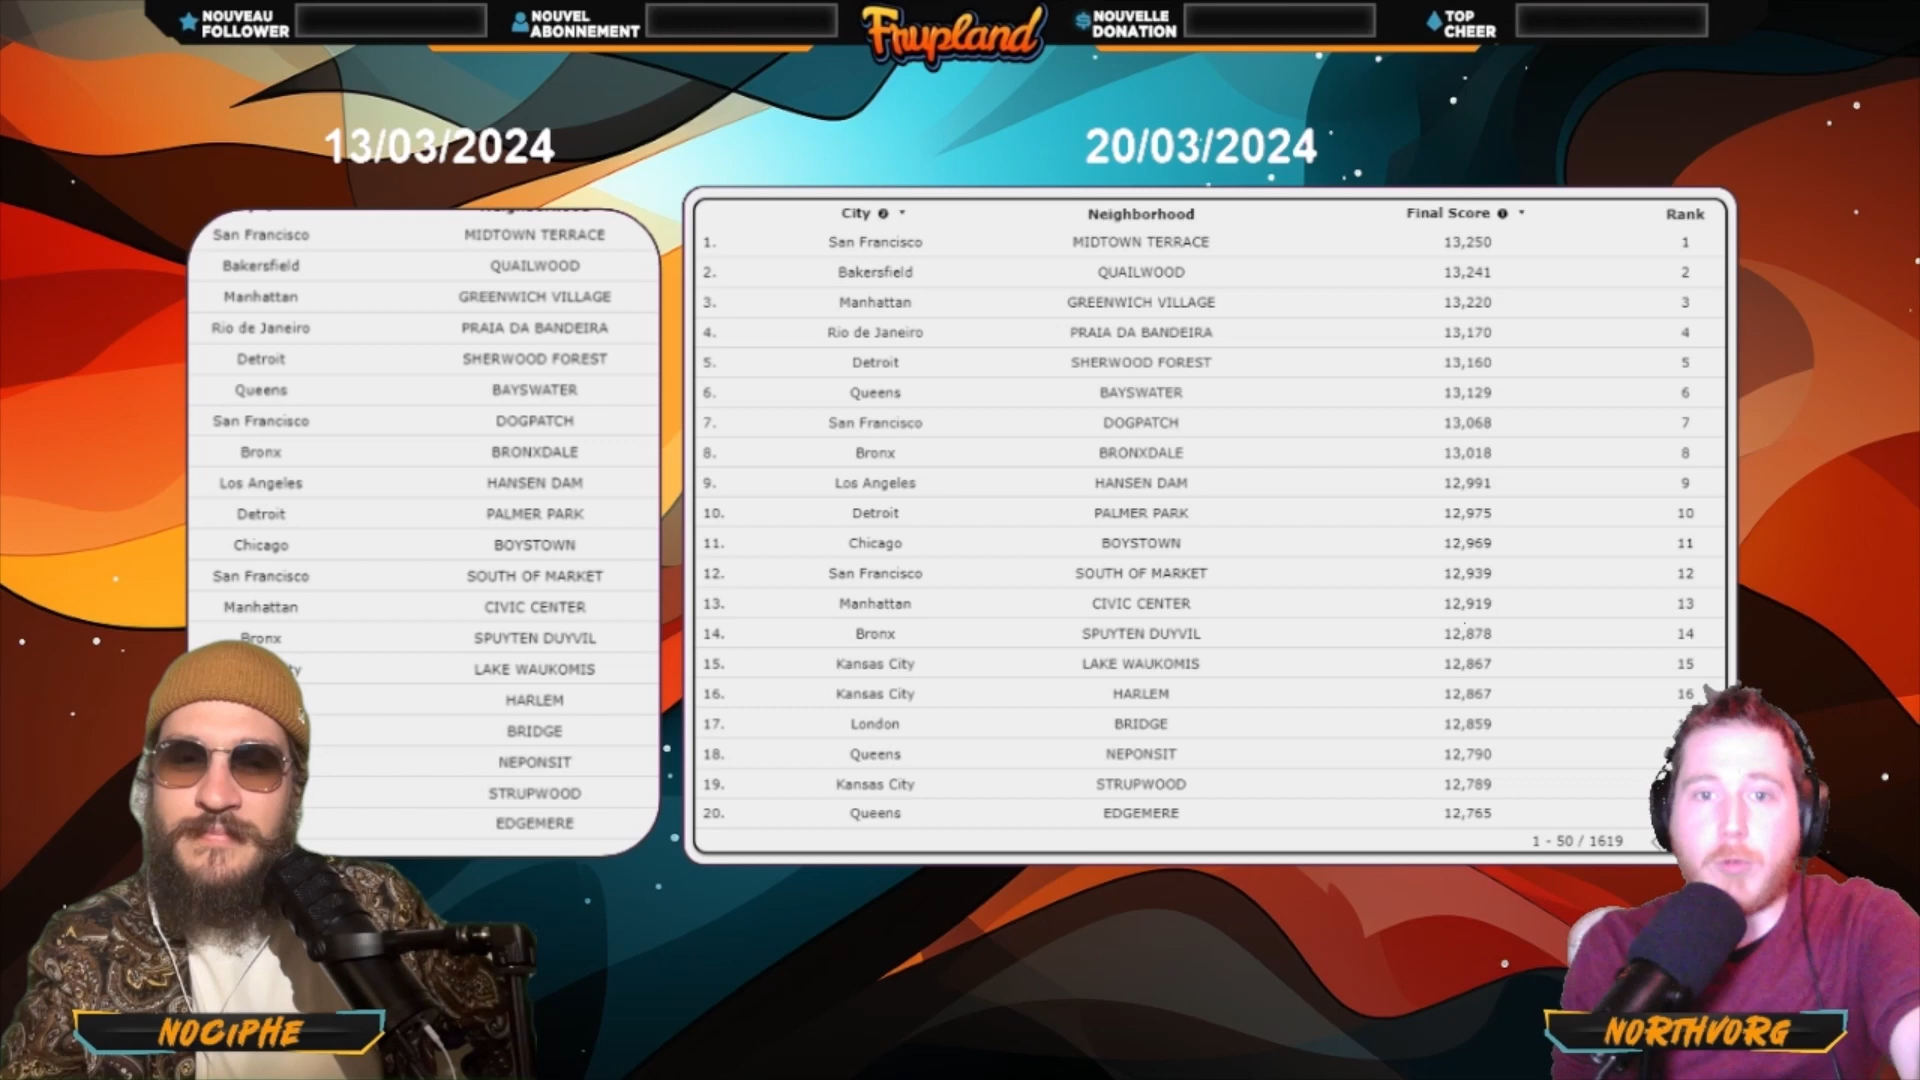 NOUVEAU FOLLOWER
NOUVEL ABONNEMENT
Frupland
NOUVELLE DONATION
TOP CHEER
13/03/2024
20/03/2024
San Francisco MIDTOWN TERRACE
Bakersfield QUAILWOOD
Manhattan GREENWICH VILLAGE
Rio de Janeiro PRAIA DA BANDEIRA
Detroit SHERWOOD FOREST
Queens BAYSWATER
San Francisco DOGPATCH
Bronx BRONXDALE
Los Angeles HANSEN DAM
Detroit PALMER PARK
Chicago BOYSTOWN
San Francisco SOUTH OF MARKET
Manhattan CIVIC CENTER
Bronx SPUYTEN DUYVIL
LAKE WAUKOMIS
HARLEM
BRIDGE
NEPONSIT
STRUPWOOD
EDGEMERE
City Neighborhood Final Score Rank
1. San Francisco MIDTOWN TERRACE 13,250 1
2. Bakersfield QUAILWOOD 13,241 2
3. Manhattan GREENWICH VILLAGE 13,220 3
4. Rio de Janeiro PRAIA DA BANDEIRA 13,170 4
5. Detroit SHERWOOD FOREST 13,160 5
6. Queens BAYSWATER 13,129 6
7. San Francisco DOGPATCH 13,068 7
8. Bronx BRONXDALE 13,018 8
9. Los Angeles HANSEN DAM 12,991 9
10. Detroit PALMER PARK 12,975 10
11. Chicago BOYSTOWN 12,969 11
12. San Francisco SOUTH OF MARKET 12,939 12
13. Manhattan CIVIC CENTER 12,919 13
14. Bronx SPUYTEN DUYVIL 12,878 14
15. Kansas City LAKE WAUKOMIS 12,867 15
16. Kansas City HARLEM 12,867 16
17. London BRIDGE 12,859
18. Queens NEPONSIT 12,790
19. Kansas City STRUPWOOD 12,789
20. Queens EDGEMERE 12,765
1 - 50 / 1619
NOCiPHE
NORTHVORG